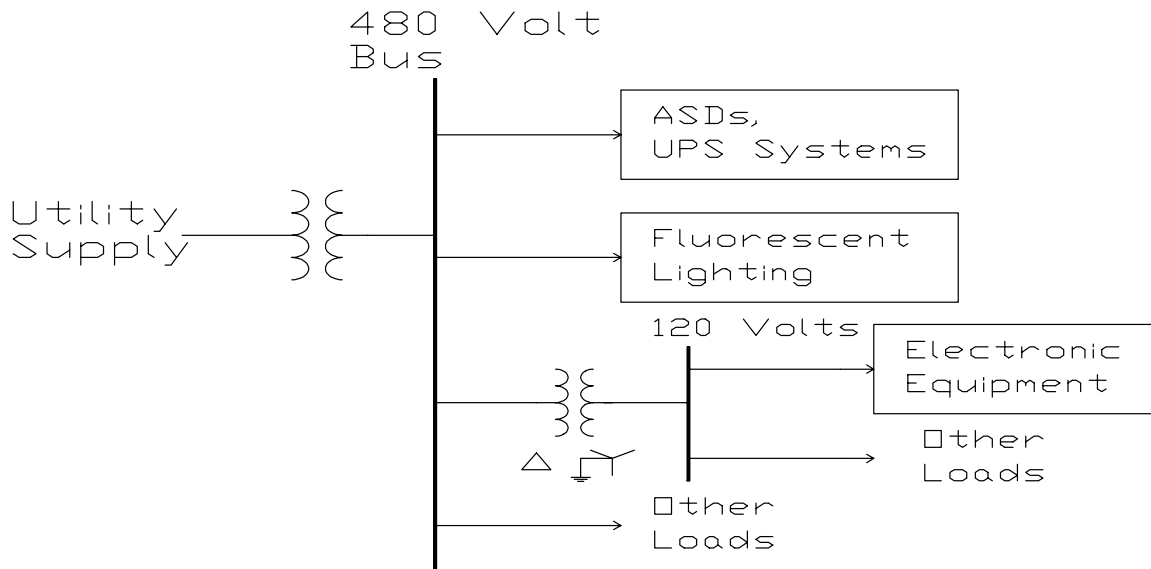 480 Volt
Bus
ASDs,
UPS Systems
Utility
Supply
Fluorescent
Lighting
120 Volts
Electronic
Equipment
Other
Loads
Other
Loads